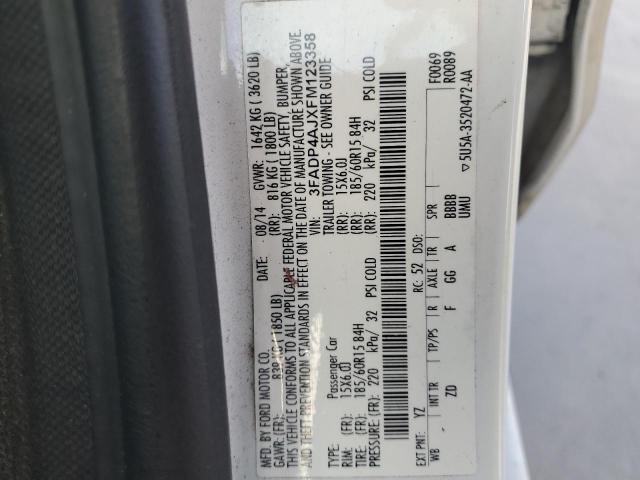 MFD. BY FORD MOTOR CO.
DATE: 08/14 GVWR: 1642 KG ( 3620 LB)
GAWR:(FR): 839 KG ( 1850 LB) (RR): 816 KG ( 1800 LB)
THIS VEHICLE CONFORMS TO ALL APPLICABLE FEDERAL MOTOR VEHICLE SAFETY, BUMPER,
AND THEFT PREVENTION STANDARDS IN EFFECT ON THE DATE OF MANUFACTURE SHOWN ABOVE.
VIN: 3FADP4AJXFM123358
Passenger Car TRAILER TOWING - SEE OWNER GUIDE
RIM: (FR): 15X6.0J (RR): 15X6.0J
TIRE: (FR): 185/60R15 84H (RR): 185/60R15 84H
PRESSURE:(FR): 220 kPa/ 32 PSI COLD (RR): 220 kPa/ 32 PSI COLD
EXT PNT: YZ RC: 52 DSO: F0069
R0089
WB INT TR TP/PS R AXLE TR SPR
ZD F GG A BBBB
UMU
▽5U5A-3520472-AA